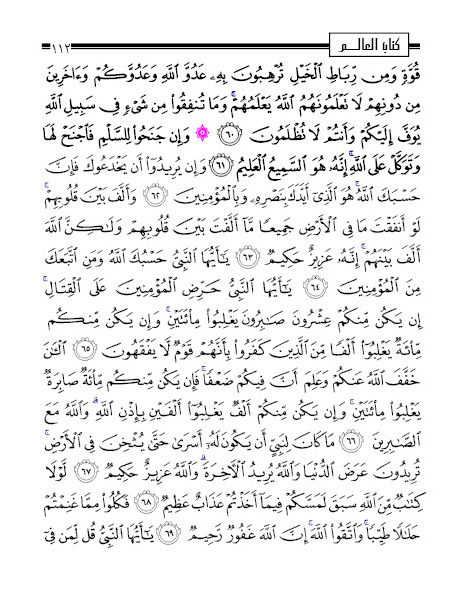 كتاب العالـم ١١٢
قُوَّةٍ وَمِن رِّبَاطِ ٱلْخَيْلِ تُرْهِبُونَ بِهِۦ عَدُوَّ ٱللَّهِ وَعَدُوَّكُمْ وَءَاخَرِينَ
مِن دُونِهِمْ لَا تَعْلَمُونَهُمُ ٱللَّهُ يَعْلَمُهُمْ ۚ وَمَا تُنفِقُوا۟ مِن شَىْءٍ فِى سَبِيلِ ٱللَّهِ
يُوَفَّ إِلَيْكُمْ وَأَنتُمْ لَا تُظْلَمُونَ ٦٠ ۞ وَإِن جَنَحُوا۟ لِلسَّلْمِ فَٱجْنَحْ لَهَا
وَتَوَكَّلْ عَلَى ٱللَّهِ ۚ إِنَّهُۥ هُوَ ٱلسَّمِيعُ ٱلْعَلِيمُ ٦١ وَإِن يُرِيدُوٓا۟ أَن يَخْدَعُوكَ فَإِنَّ
حَسْبَكَ ٱللَّهُ ۚ هُوَ ٱلَّذِىٓ أَيَّدَكَ بِنَصْرِهِۦ وَبِٱلْمُؤْمِنِينَ ٦٢ وَأَلَّفَ بَيْنَ قُلُوبِهِمْ ۚ
لَوْ أَنفَقْتَ مَا فِى ٱلْأَرْضِ جَمِيعًا مَّآ أَلَّفْتَ بَيْنَ قُلُوبِهِمْ وَلَـٰكِنَّ ٱللَّهَ
أَلَّفَ بَيْنَهُمْ ۚ إِنَّهُۥ عَزِيزٌ حَكِيمٌ ٦٣ يَـٰٓأَيُّهَا ٱلنَّبِىُّ حَسْبُكَ ٱللَّهُ وَمَنِ ٱتَّبَعَكَ
مِنَ ٱلْمُؤْمِنِينَ ٦٤ يَـٰٓأَيُّهَا ٱلنَّبِىُّ حَرِّضِ ٱلْمُؤْمِنِينَ عَلَى ٱلْقِتَالِ ۚ
إِن يَكُن مِّنكُمْ عِشْرُونَ صَـٰبِرُونَ يَغْلِبُوا۟ مِا۟ئَتَيْنِ ۚ وَإِن يَكُن مِّنكُم
مِّا۟ئَةٌ يَغْلِبُوٓا۟ أَلْفًا مِّنَ ٱلَّذِينَ كَفَرُوا۟ بِأَنَّهُمْ قَوْمٌ لَّا يَفْقَهُونَ ٦٥ ٱلْـَٔـٰنَ
خَفَّفَ ٱللَّهُ عَنكُمْ وَعَلِمَ أَنَّ فِيكُمْ ضَعْفًا ۚ فَإِن يَكُن مِّنكُم مِّا۟ئَةٌ صَابِرَةٌ
يَغْلِبُوا۟ مِا۟ئَتَيْنِ ۚ وَإِن يَكُن مِّنكُمْ أَلْفٌ يَغْلِبُوٓا۟ أَلْفَيْنِ بِإِذْنِ ٱللَّهِ ۗ وَٱللَّهُ مَعَ
ٱلصَّـٰبِرِينَ ٦٦ مَا كَانَ لِنَبِىٍّ أَن يَكُونَ لَهُۥٓ أَسْرَىٰ حَتَّىٰ يُثْخِنَ فِى ٱلْأَرْضِ ۚ
تُرِيدُونَ عَرَضَ ٱلدُّنْيَا وَٱللَّهُ يُرِيدُ ٱلْـَٔاخِرَةَ ۗ وَٱللَّهُ عَزِيزٌ حَكِيمٌ ٦٧ لَّوْلَا
كِتَـٰبٌ مِّنَ ٱللَّهِ سَبَقَ لَمَسَّكُمْ فِيمَآ أَخَذْتُمْ عَذَابٌ عَظِيمٌ ٦٨ فَكُلُوا۟ مِمَّا غَنِمْتُمْ
حَلَـٰلًا طَيِّبًا ۚ وَٱتَّقُوا۟ ٱللَّهَ ۚ إِنَّ ٱللَّهَ غَفُورٌ رَّحِيمٌ ٦٩ يَـٰٓأَيُّهَا ٱلنَّبِىُّ قُل لِّمَن فِىٓ